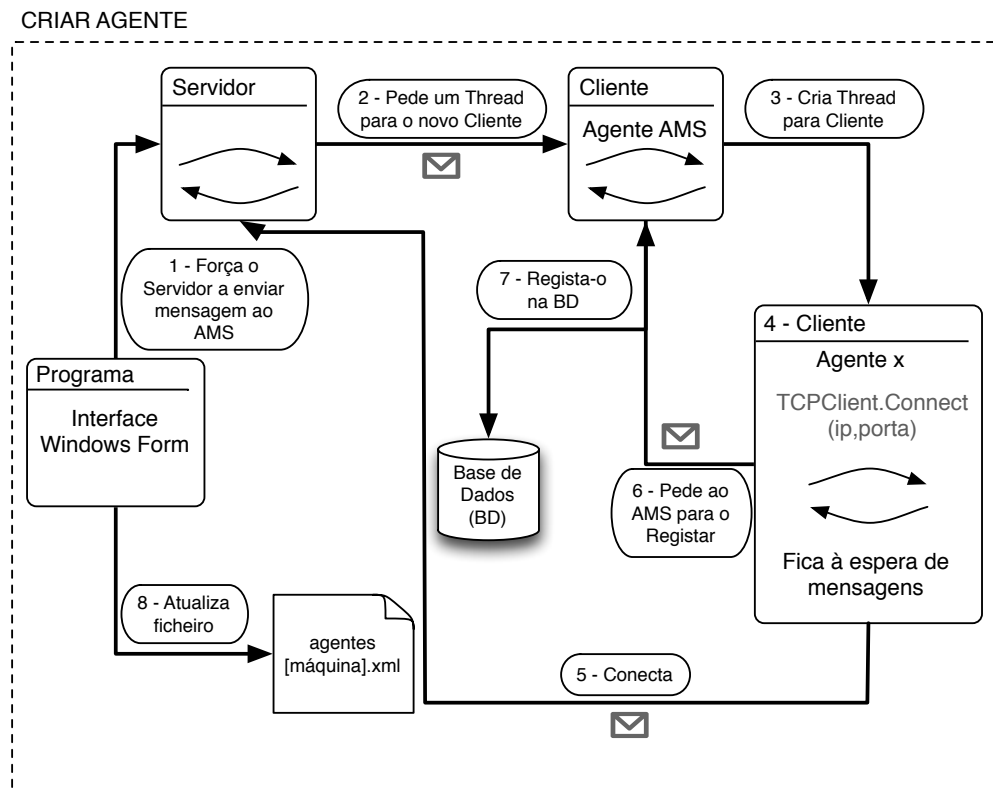 CRIAR AGENTE
Servidor
2 - Pede um Thread
para o novo Cliente
Cliente
Agente AMS
3 - Cria Thread
para Cliente
1 - Força o
Servidor a enviar
mensagem ao
AMS
7 - Regista-o
na BD
4 - Cliente
Agente x
TCPClient.Connect
(ip,porta)
Fica à espera de
mensagens
Programa
Interface
Windows Form
Base de
Dados
(BD)
6 - Pede ao
AMS para o
Registar
8 - Atualiza
ficheiro
agentes
[máquina].xml
5 - Conecta